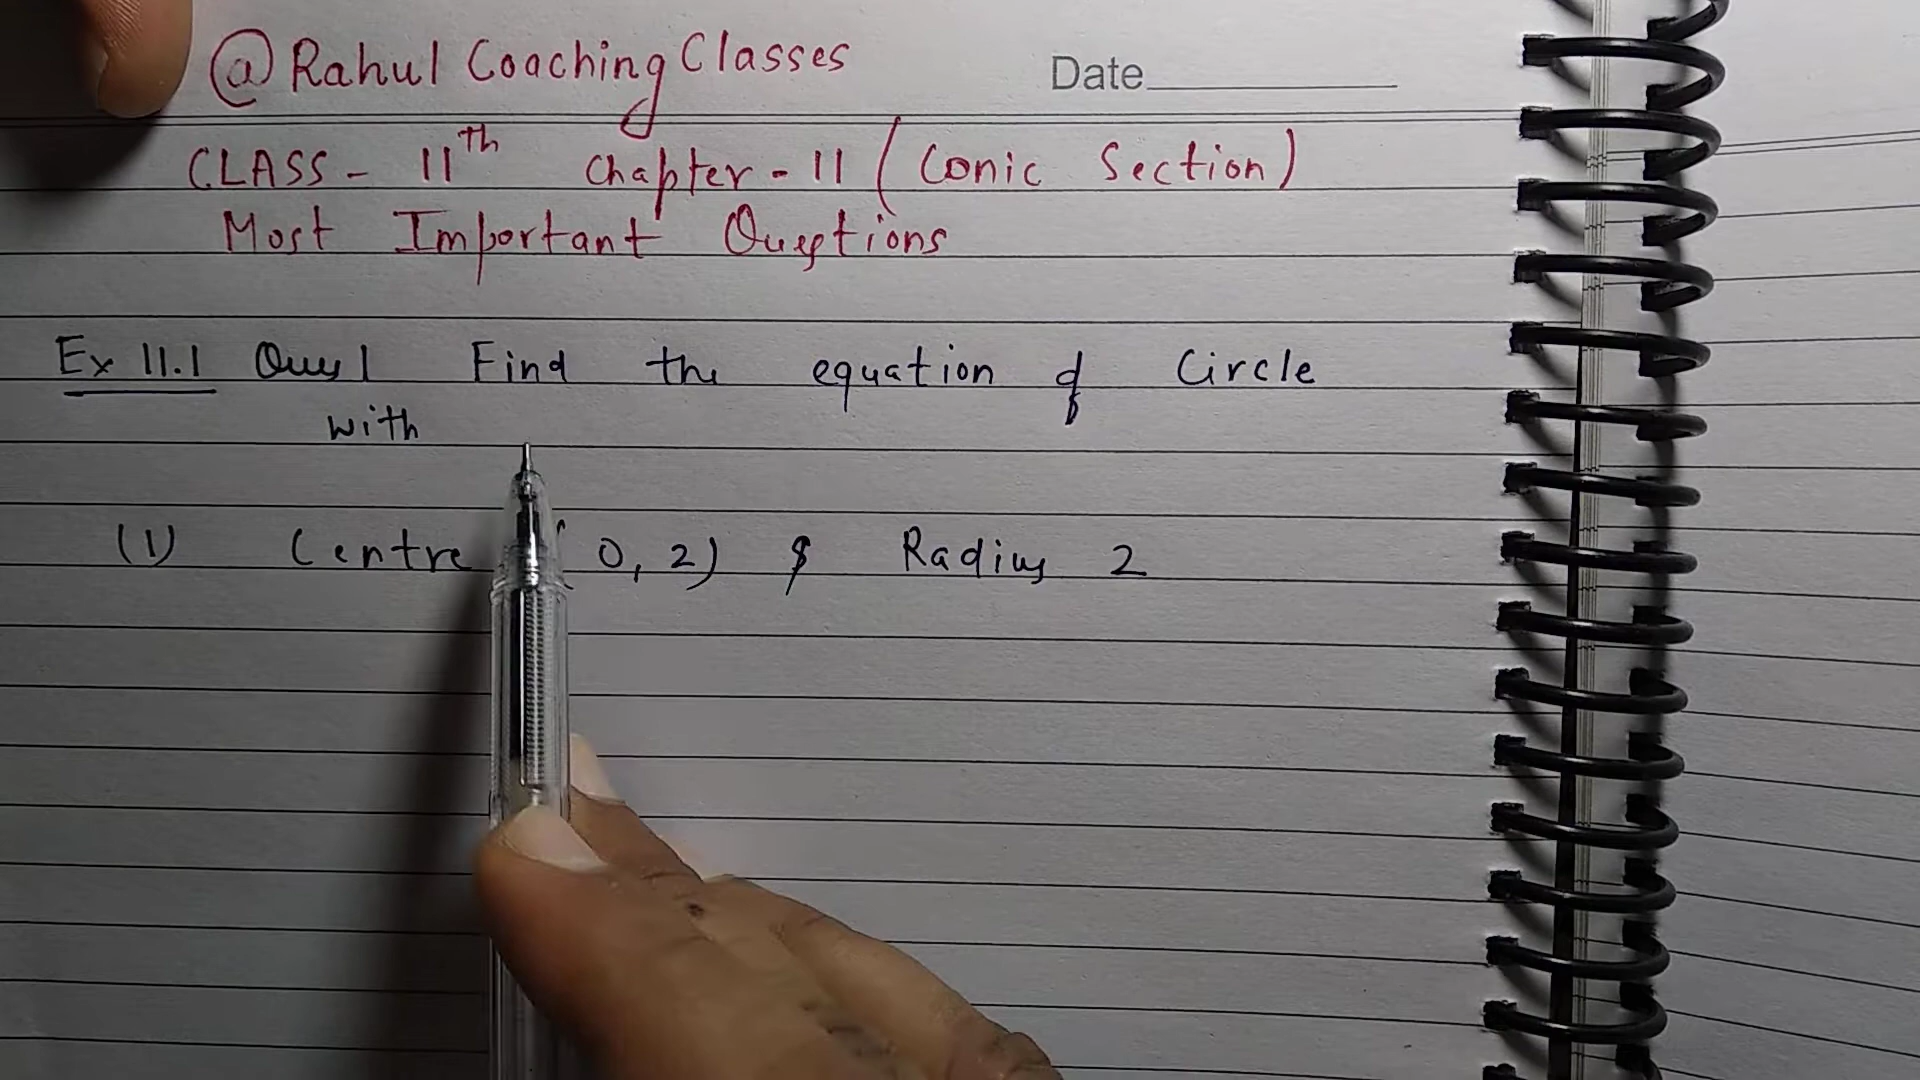 @Rahul Coaching Classes
Date
CLASS - 11th Chapter - 11 (Conic Section)
Most Important Questions
Ex 11.1 Ques 1 Find the equation of Circle
with
(1) Centre (0, 2) & Radius 2